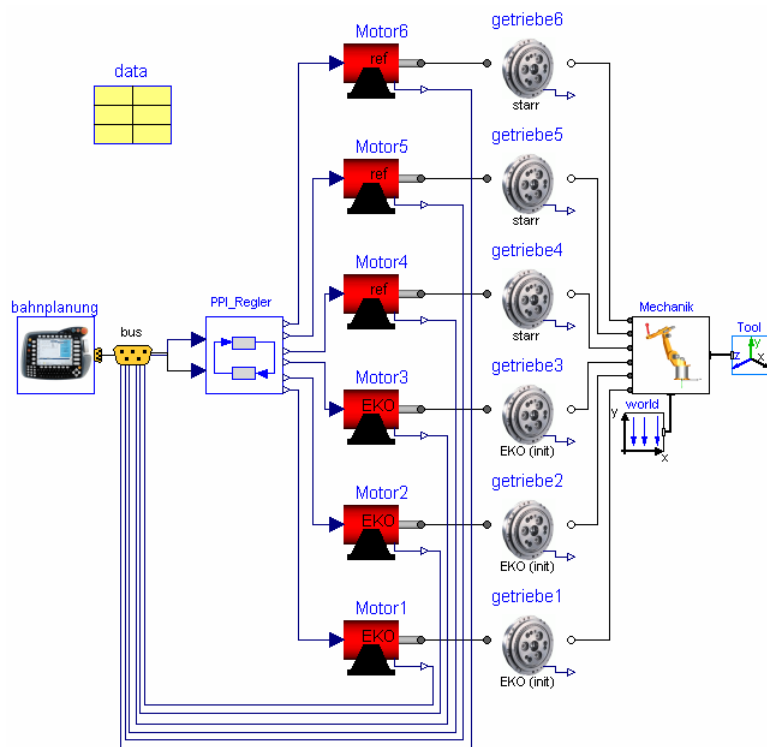 Motor6
getriebe6
ref
starr
data
Motor5
getriebe5
ref
starr
Motor4
getriebe4
ref
starr
bahnplanung
bus
PPI_Regler
Mechanik
Tool
y
z
x
Motor3
getriebe3
EKO
EKO (init)
world
y
x
Motor2
getriebe2
EKO
EKO (init)
Motor1
getriebe1
EKO
EKO (init)